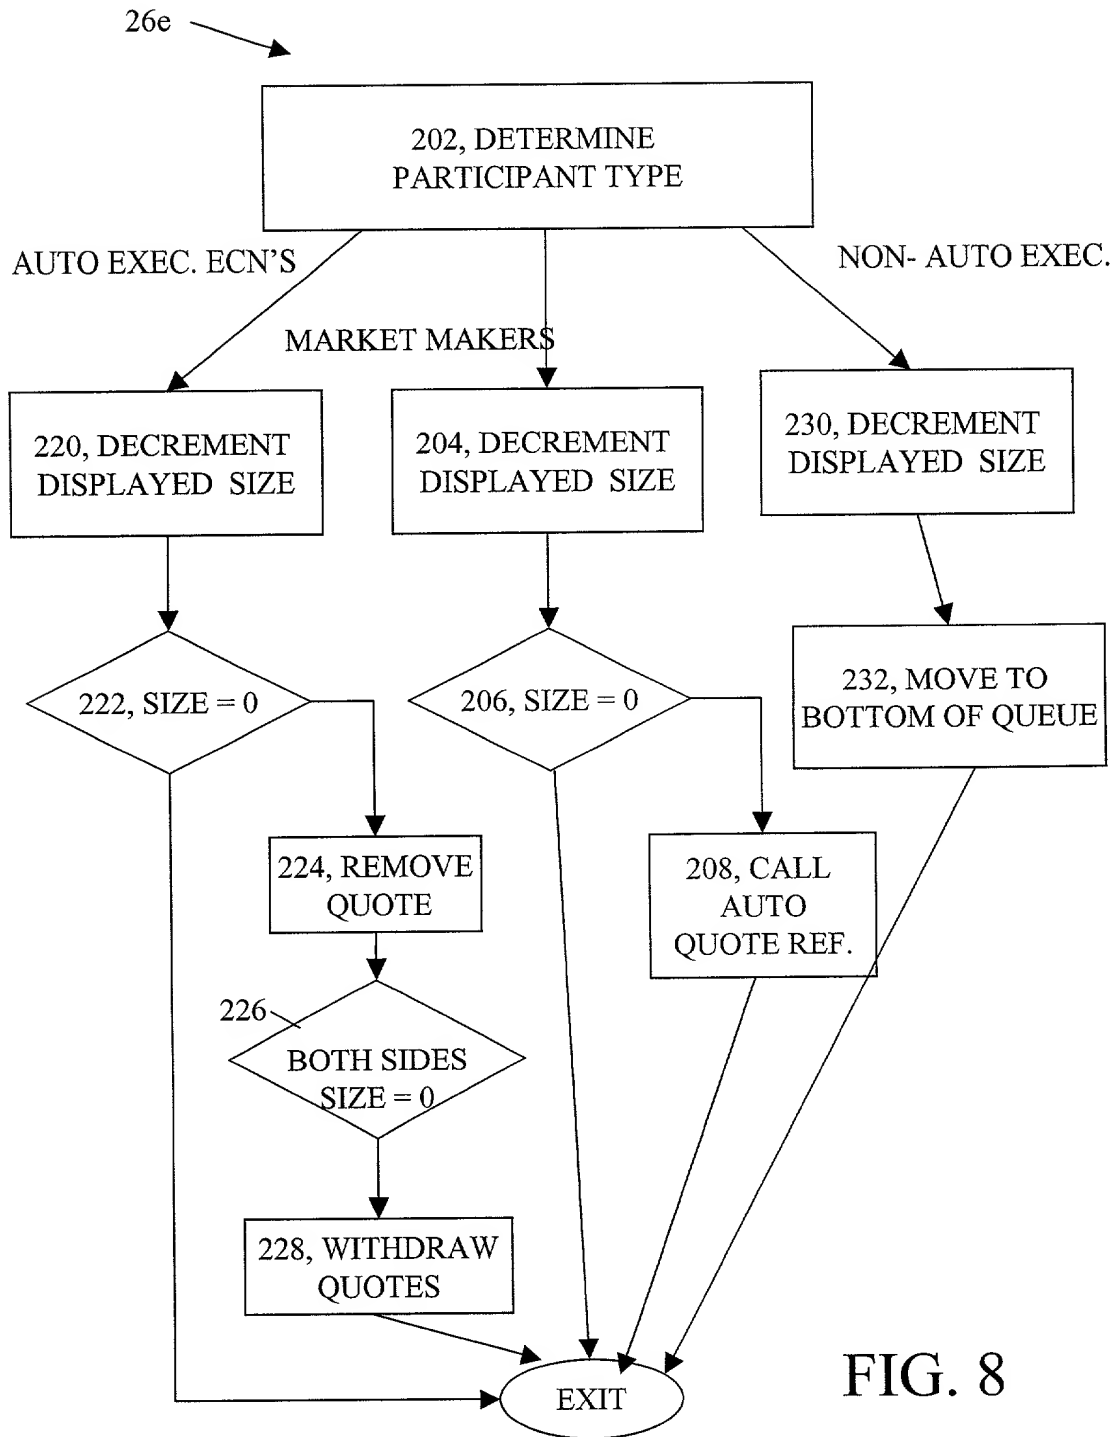 26e
202, DETERMINE
PARTICIPANT TYPE
AUTO EXEC. ECN'S
NON- AUTO EXEC.
MARKET MAKERS
220, DECREMENT
DISPLAYED SIZE
204, DECREMENT
DISPLAYED SIZE
230, DECREMENT
DISPLAYED SIZE
222, SIZE = 0
206, SIZE = 0
232, MOVE TO
BOTTOM OF QUEUE
224, REMOVE
QUOTE
208, CALL
AUTO
QUOTE REF.
226
BOTH SIDES
SIZE = 0
228, WITHDRAW
QUOTES
EXIT
FIG. 8